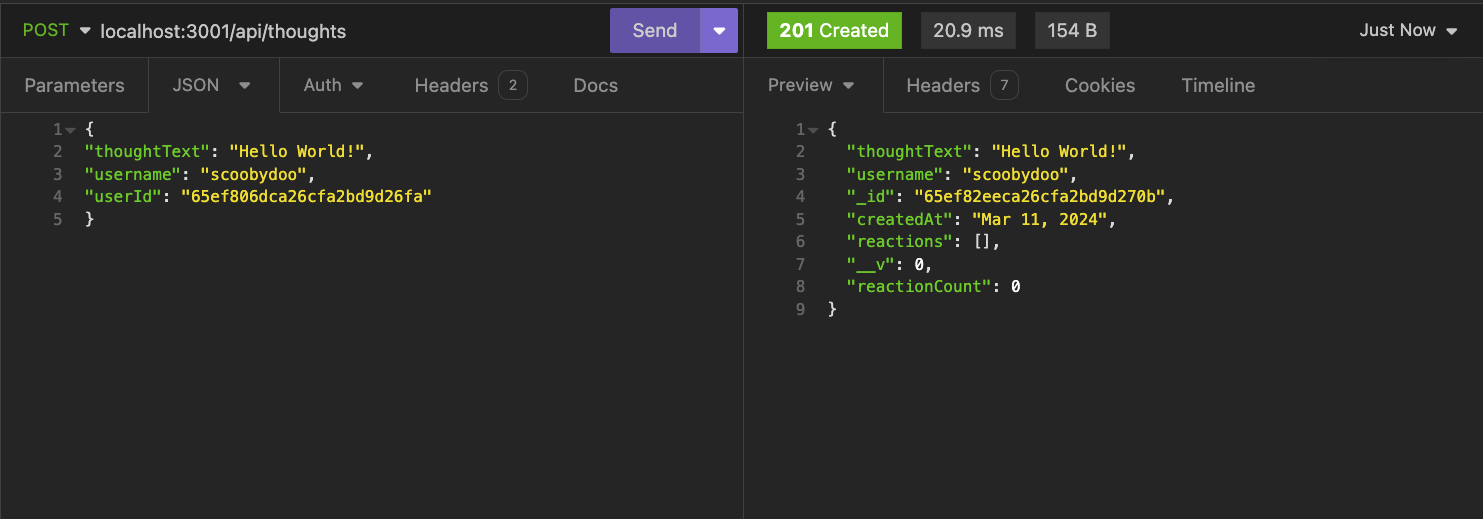 POST localhost:3001/api/thoughts Send 201 Created 20.9 ms 154 B Just Now
Parameters JSON Auth Headers 2 Docs Preview Headers 7 Cookies Timeline
1 {
2 "thoughtText": "Hello World!",
3 "username": "scoobydoo",
4 "userId": "65ef806dca26cfa2bd9d26fa"
5 }
1 {
2 "thoughtText": "Hello World!",
3 "username": "scoobydoo",
4 "_id": "65ef82eeca26cfa2bd9d270b",
5 "createdAt": "Mar 11, 2024",
6 "reactions": [],
7 "__v": 0,
8 "reactionCount": 0
9 }